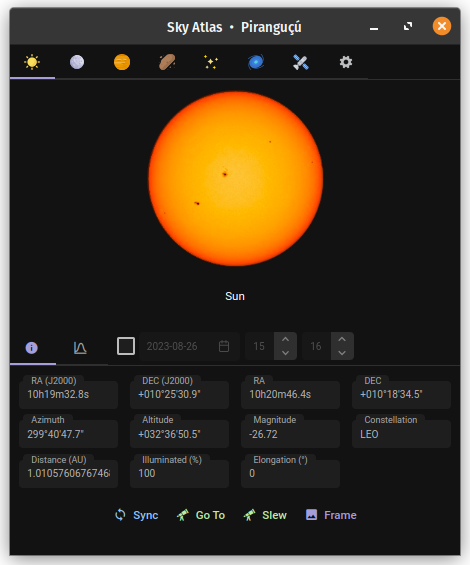 Sky Atlas • Piranguçú
Sun
2023-08-26 15 16
RA (J2000) DEC (J2000) RA DEC
10h19m32.8s +010°25'30.9" 10h20m46.4s +010°18'34.5"
Azimuth Altitude Magnitude Constellation
299°40'47.7" +032°36'50.5" -26.72 LEO
Distance (AU) Illuminated (%) Elongation (°)
1.0105760676746 100 0
Sync Go To Slew Frame